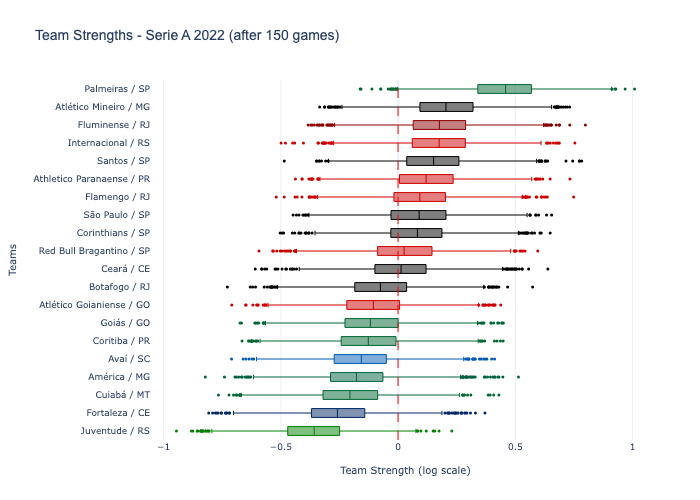 Team Strengths - Serie A 2022 (after 150 games)
Palmeiras / SP
Atlético Mineiro / MG
Fluminense / RJ
Internacional / RS
Santos / SP
Athletico Paranaense / PR
Flamengo / RJ
São Paulo / SP
Corinthians / SP
Red Bull Bragantino / SP
Ceará / CE
Botafogo / RJ
Atlético Goianiense / GO
Goiás / GO
Coritiba / PR
Avaí / SC
América / MG
Cuiabá / MT
Fortaleza / CE
Juventude / RS
Teams
−1 −0.5 0 0.5 1
Team Strength (log scale)